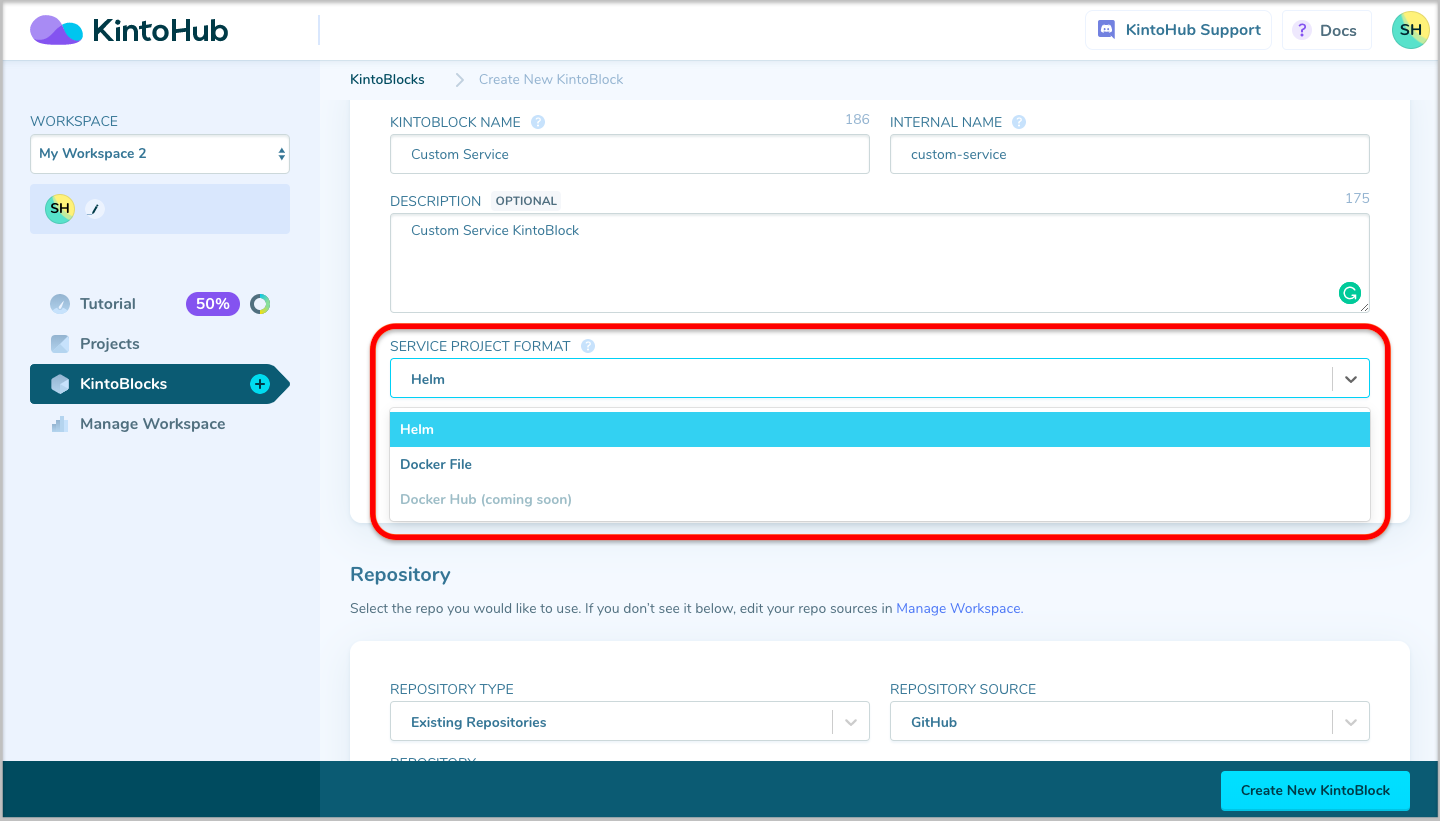 KintoHub
KintoHub Support
? Docs
SH
WORKSPACE
My Workspace 2
SH
Tutorial 50%
Projects
KintoBlocks +
Manage Workspace
KintoBlocks > Create New KintoBlock
KINTOBLOCK NAME ? 186
Custom Service
INTERNAL NAME ?
custom-service
DESCRIPTION OPTIONAL 175
Custom Service KintoBlock
SERVICE PROJECT FORMAT ?
Helm
Helm
Docker File
Docker Hub (coming soon)
Repository
Select the repo you would like to use. If you don't see it below, edit your repo sources in Manage Workspace.
REPOSITORY TYPE
Existing Repositories
REPOSITORY SOURCE
GitHub
REPOSITORY
Create New KintoBlock